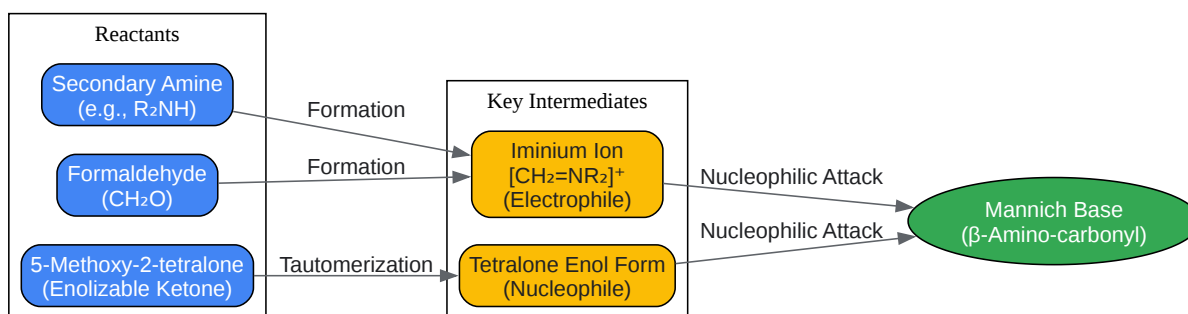 Reactants
Secondary Amine
(e.g., R₂NH)
Formaldehyde
(CH₂O)
5-Methoxy-2-tetralone
(Enolizable Ketone)
Formation
Formation
Tautomerization
Key Intermediates
Iminium Ion
[CH₂=NR₂]⁺
(Electrophile)
Tetralone Enol Form
(Nucleophile)
Nucleophilic Attack
Nucleophilic Attack
Mannich Base
(β-Amino-carbonyl)